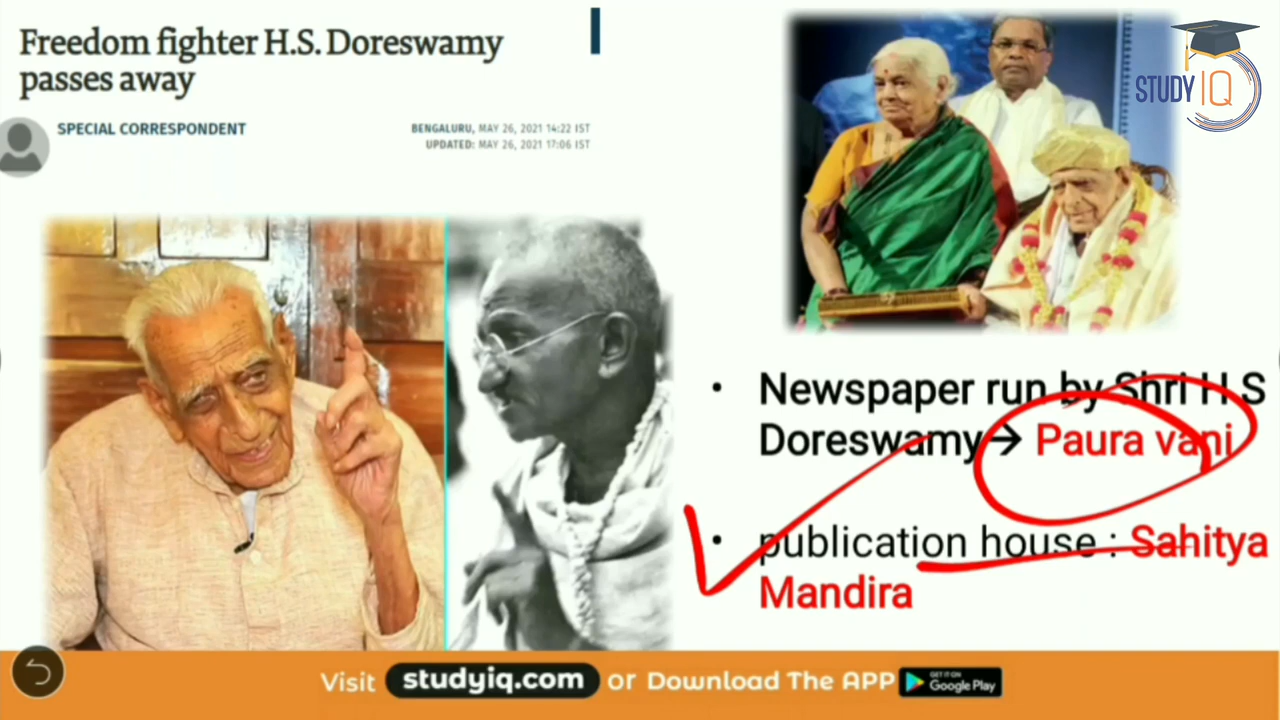 Freedom fighter H.S. Doreswamy
passes away
SPECIAL CORRESPONDENT
BENGALURU, MAY 26, 2021 14:22 IST
UPDATED: MAY 26, 2021 17:06 IST
STUDY IQ
• Newspaper run by Shri H.S
Doreswamy→ Paura vani
• publication house : Sahitya
Mandira
Visit studyiq.com or Download The APP GET IT ON
Google Play